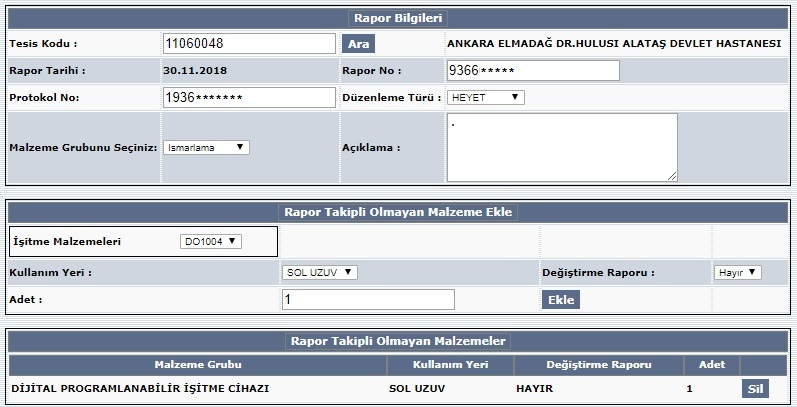 Rapor Bilgileri
Tesis Kodu : 11060048 Ara ANKARA ELMADAĞ DR.HULUSI ALATAŞ DEVLET HASTANESI
Rapor Tarihi : 30.11.2018 Rapor No : 9366*****
Protokol No: 1936******* Düzenleme Türü : HEYET
Malzeme Grubunu Seçiniz: Ismarlama Açıklama : .
Rapor Takipli Olmayan Malzeme Ekle
İşitme Malzemeleri DO1004
Kullanım Yeri : SOL UZUV Değiştirme Raporu : Hayır
Adet : 1 Ekle
Rapor Takipli Olmayan Malzemeler
Malzeme Grubu Kullanım Yeri Değiştirme Raporu Adet
DİJİTAL PROGRAMLANABİLİR İŞİTME CİHAZI SOL UZUV HAYIR 1 Sil